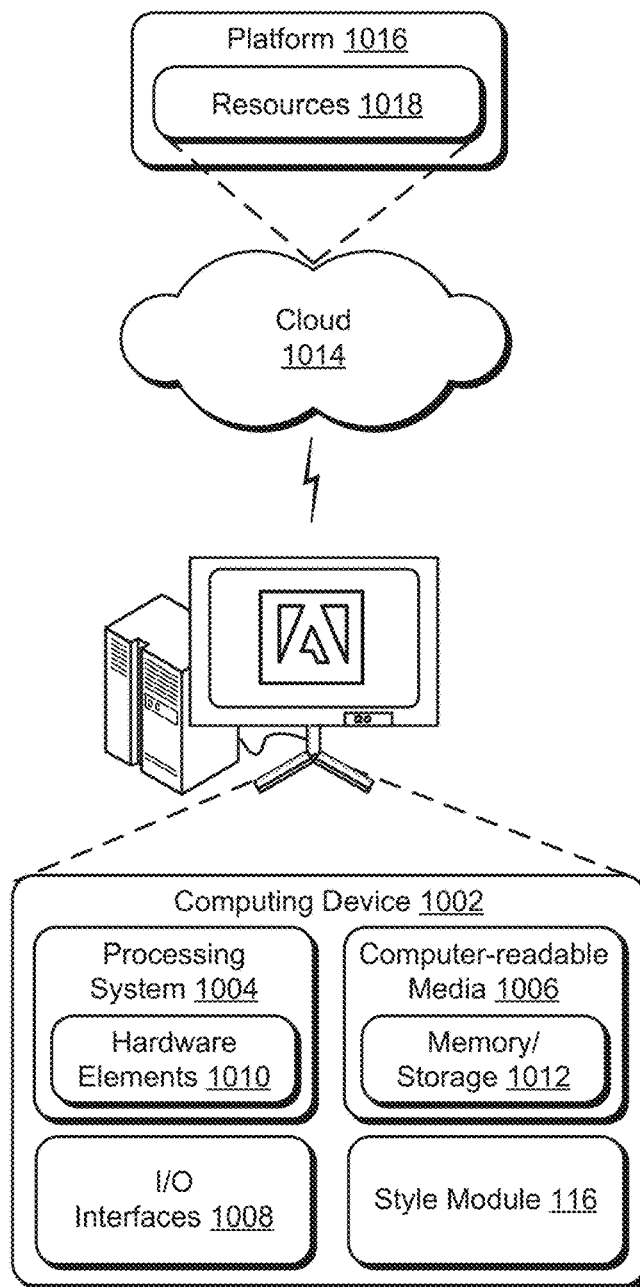 Platform 1016
Resources 1018
Cloud
1014
Computing Device 1002
Processing
System 1004
Hardware
Elements 1010
Computer-readable
Media 1006
Memory/
Storage 1012
I/O
Interfaces 1008
Style Module 116